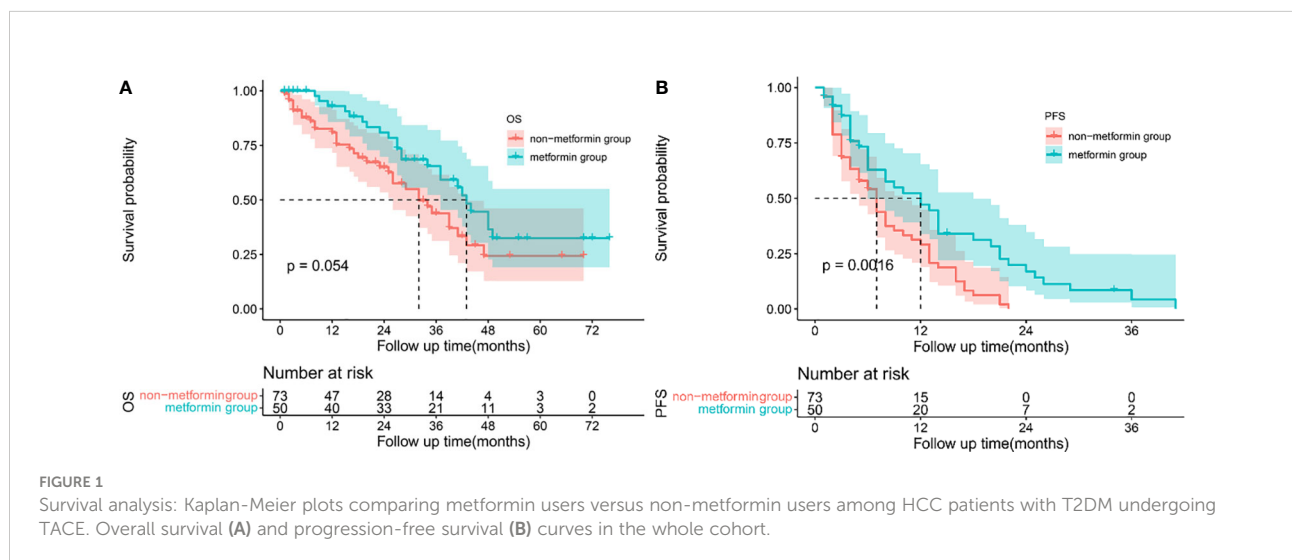 A
Survival probability
1.00
0.75
0.50
0.25
0.00
p = 0.054
OS
non-metformin group
metformin group
0 12 24 36 48 60 72
Follow up time(months)
Number at risk
OS
non-metformingroup 73 47 28 14 4 3 0
metformin group 50 40 33 21 11 3 2
0 12 24 36 48 60 72
Follow up time(months)
B
Survival probability
1.00
0.75
0.50
0.25
0.00
p = 0.0016
PFS
non-metformin group
metformin group
0 12 24 36
Follow up time(months)
Number at risk
PFS
non-metformingroup 73 15 0 0
metformin group 50 20 7 2
0 12 24 36
Follow up time(months)
FIGURE 1
Survival analysis: Kaplan-Meier plots comparing metformin users versus non-metformin users among HCC patients with T2DM undergoing
TACE. Overall survival (A) and progression-free survival (B) curves in the whole cohort.